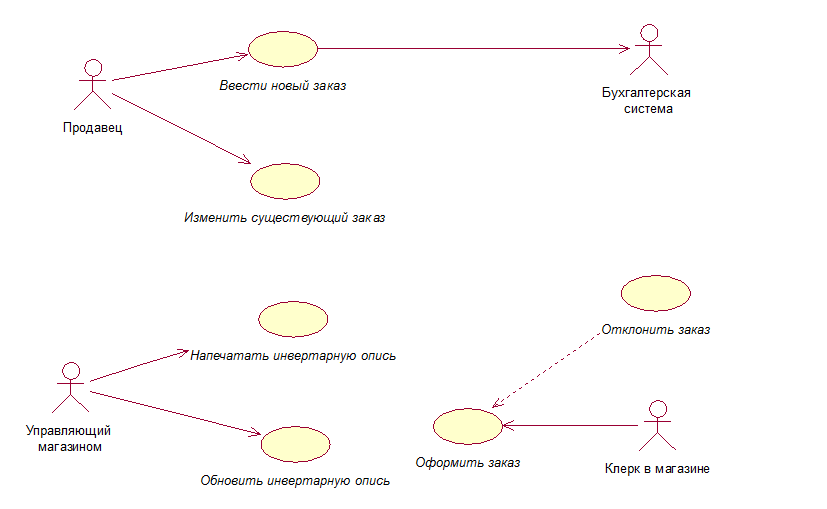 Ввести новый заказ
Бухгалтерская
система
Продавец
Изменить существующий заказ
Отклонить заказ
Напечатать инвертарную опись
Управляющий
магазином
Оформить заказ
Клерк в магазине
Обновить инвертарную опись